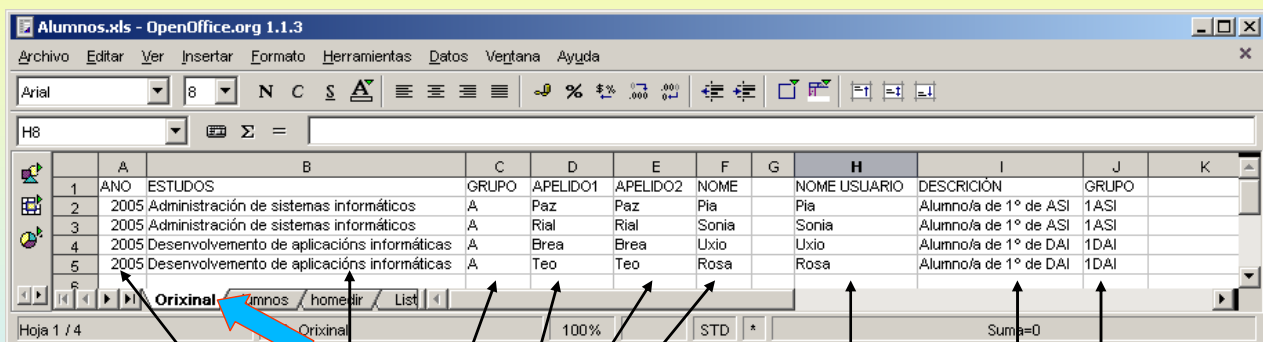 Alumnos.xls - OpenOffice.org 1.1.3
Archivo Editar Ver Insertar Formato Herramientas Datos Ventana Ayuda
Arial 8 N C S A
H8 Σ =
A B C D E F G H I J K
1 ANO ESTUDOS GRUPO APELIDO1 APELIDO2 NOME NOME USUARIO DESCRICIÓN GRUPO
2 2005 Administración de sistemas informáticos A Paz Paz Pia Pia Alumno/a de 1º de ASI 1ASI
3 2005 Administración de sistemas informáticos A Rial Rial Sonia Sonia Alumno/a de 1º de ASI 1ASI
4 2005 Desenvolvemento de aplicacións informáticas A Brea Brea Uxio Uxio Alumno/a de 1º de DAI 1DAI
5 2005 Desenvolvemento de aplicacións informáticas A Teo Teo Rosa Rosa Alumno/a de 1º de DAI 1DAI
6
Orixinal umnos homedir List
Hoja 1 / 4 Orixinal 100% STD * Suma=0